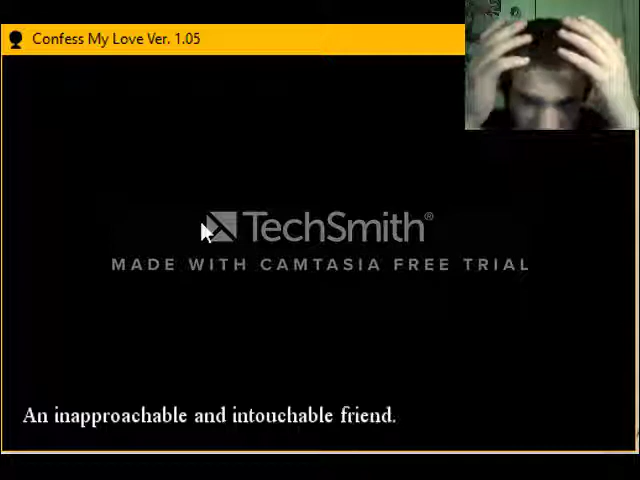 Confess My Love Ver. 1.05
TechSmith®
MADE WITH CAMTASIA FREE TRIAL
An inapproachable and intouchable friend.